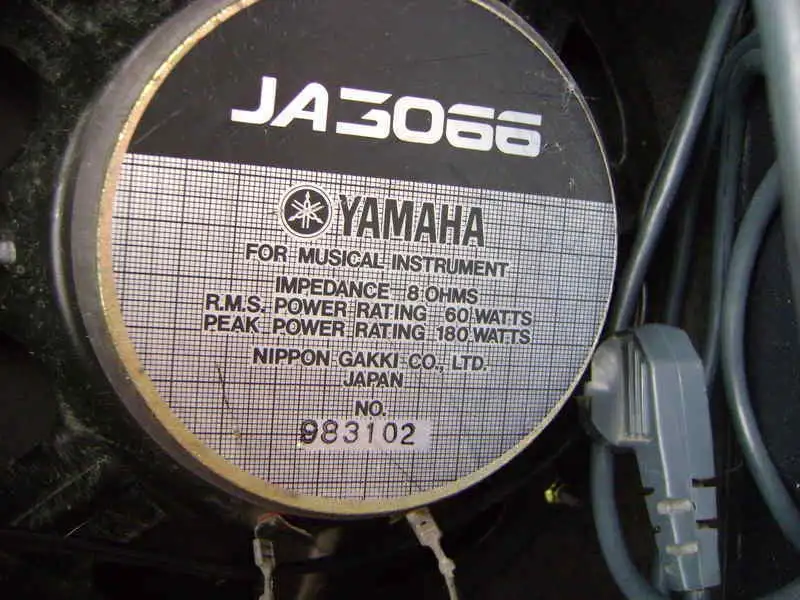 JA3066
YAMAHA
FOR MUSICAL INSTRUMENT
IMPEDANCE 8 OHMS
R.M.S. POWER RATING 60 WATTS
PEAK POWER RATING 180 WATTS
NIPPON GAKKI CO., LTD.
JAPAN
NO.
983102